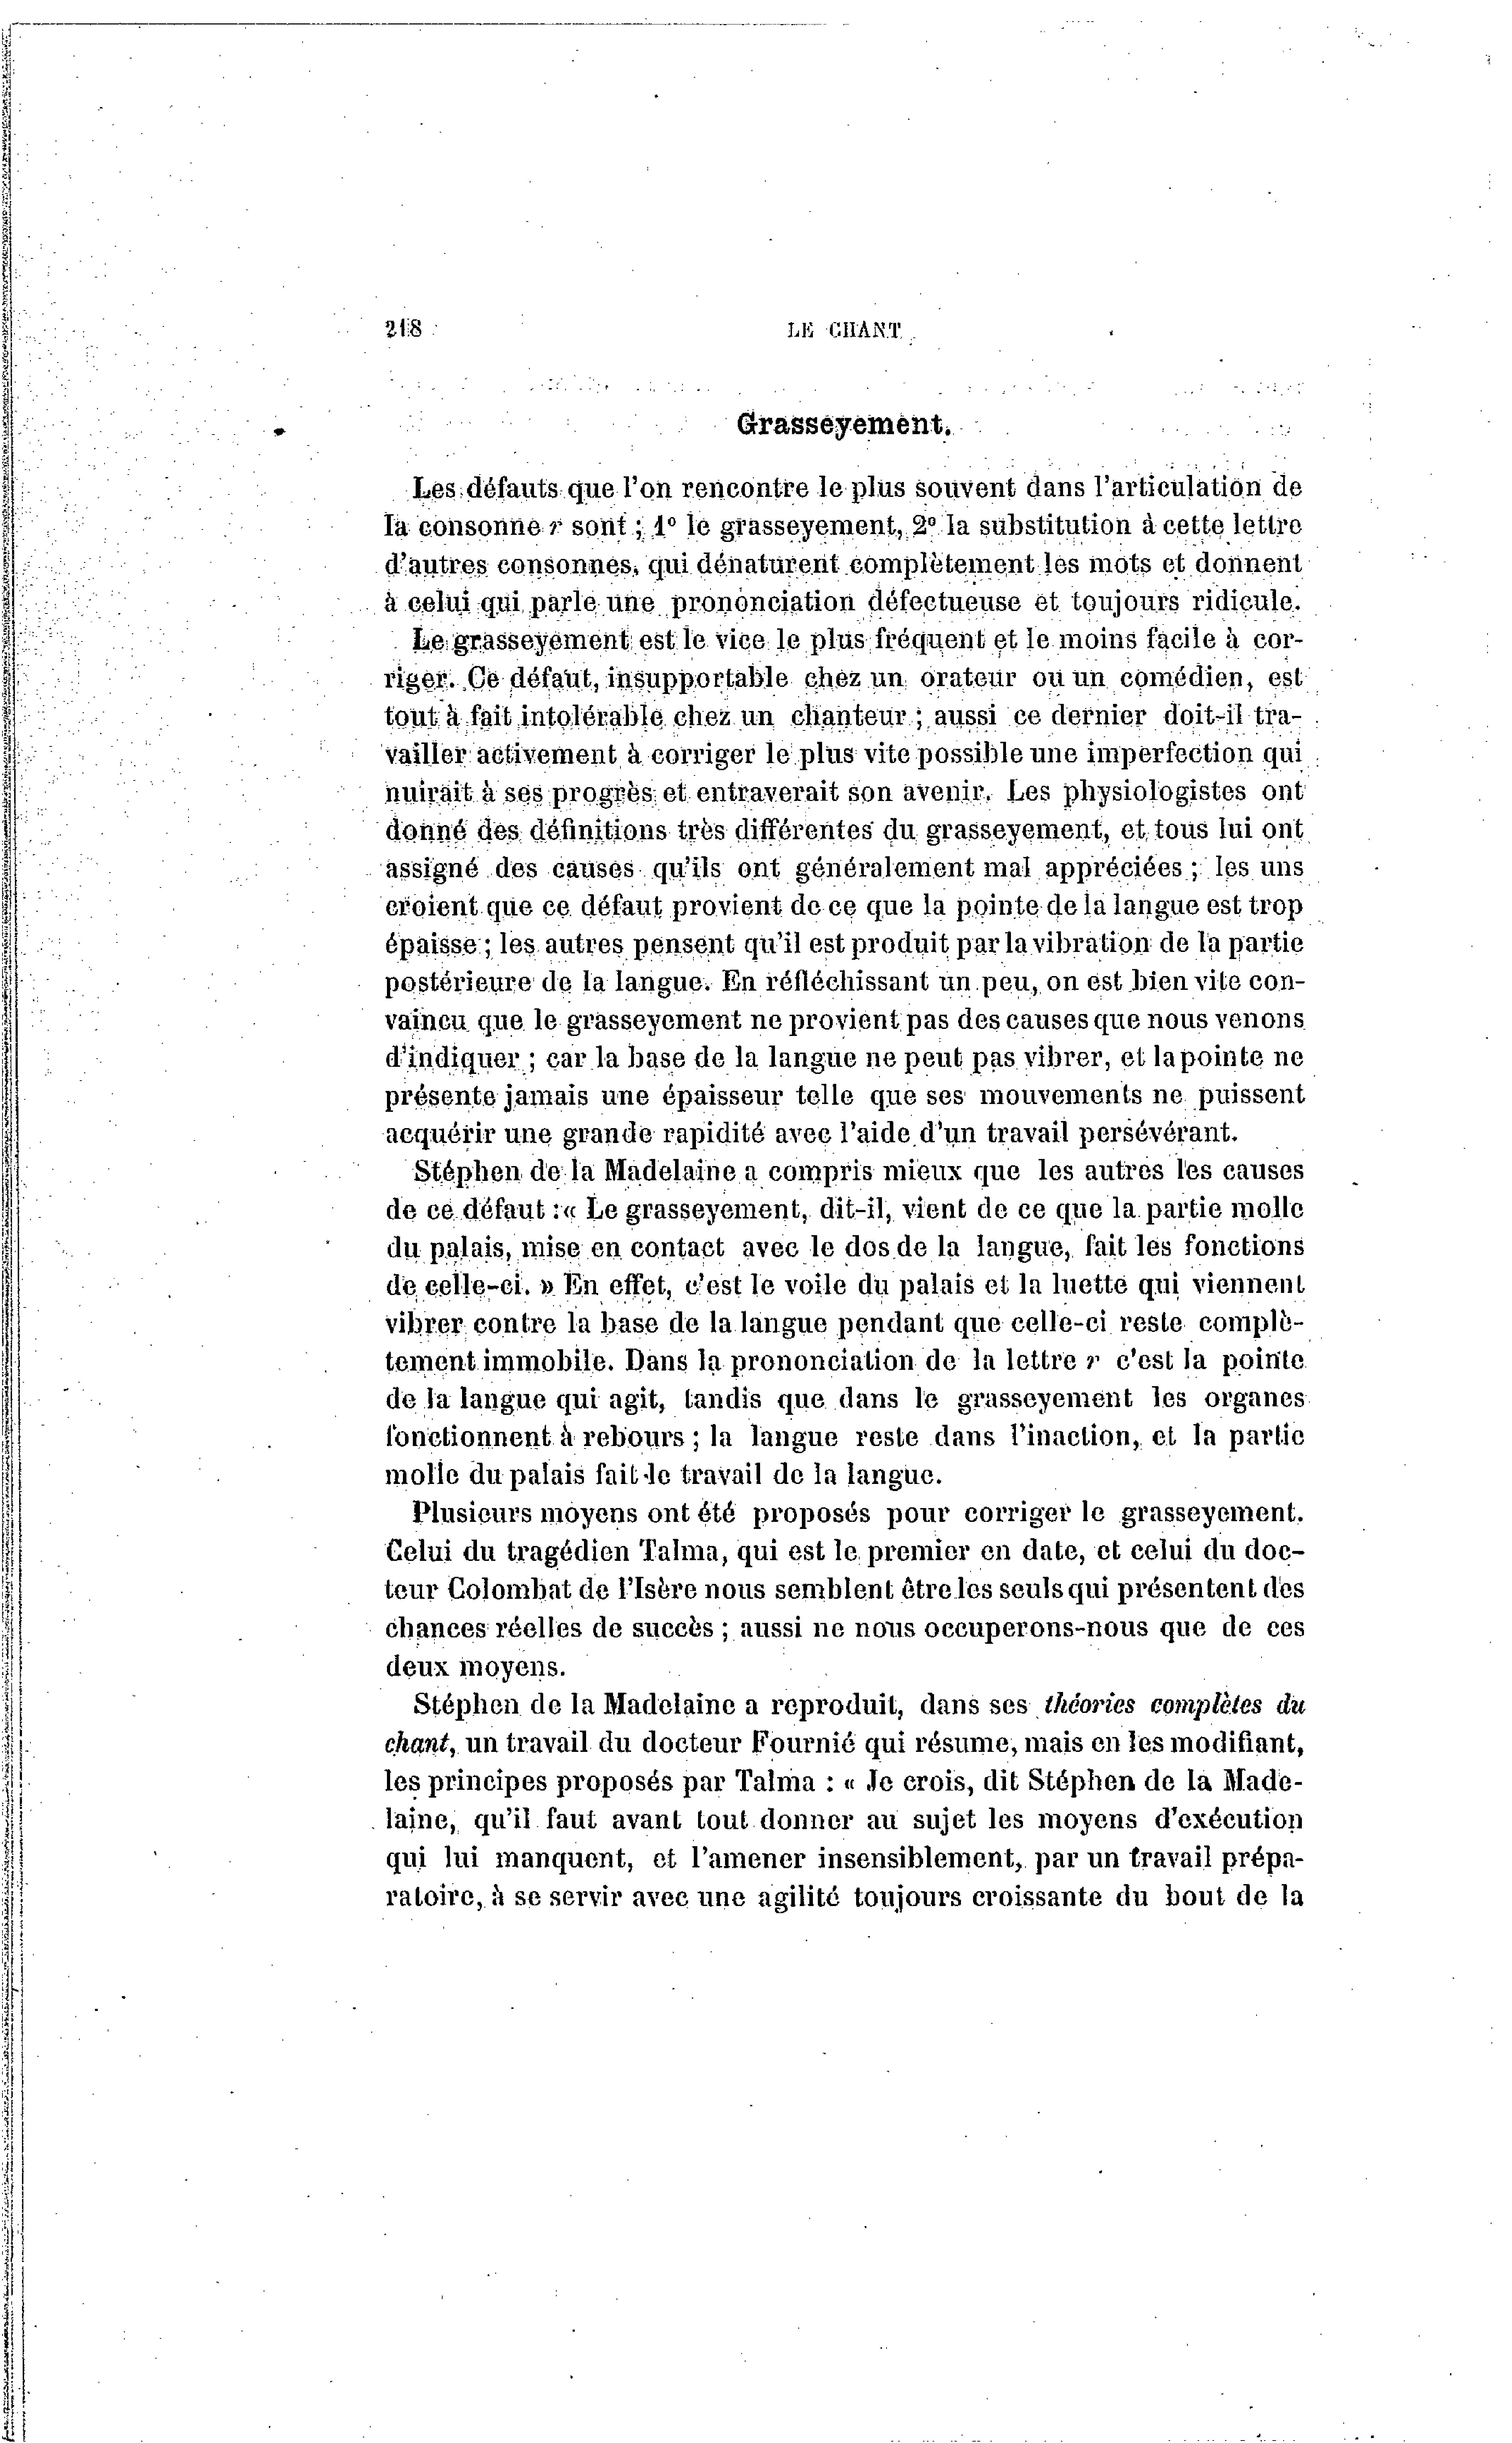 218
LE CHANT
Grasseyement.
Les défauts que l'on rencontre le plus souvent dans l'articulation de
la consonne r sont ; 1º le grasseyement, 2º la substitution à cette lettre
d'autres consonnes, qui dénaturent complètement les mots et donnent
à celui qui parle une prononciation défectueuse et toujours ridicule.
Le grasseyement est le vice le plus fréquent et le moins facile à cor-
riger. Ce défaut, insupportable chez un orateur ou un comédien, est
tout à fait intolérable chez un chanteur ; aussi ce dernier doit-il tra-
vailler activement à corriger le plus vite possible une imperfection qui
nuirait à ses progrès et entraverait son avenir. Les physiologistes ont
donné des définitions très différentes du grasseyement, et tous lui ont
assigné des causes qu'ils ont généralement mal appréciées ; les uns
croient que ce défaut provient de ce que la pointe de la langue est trop
épaisse ; les autres pensent qu'il est produit par la vibration de la partie
postérieure de la langue. En réfléchissant un peu, on est bien vite con-
vaincu que le grasseyement ne provient pas des causes que nous venons
d'indiquer ; car la base de la langue ne peut pas vibrer, et la pointe ne
présente jamais une épaisseur telle que ses mouvements ne puissent
acquérir une grande rapidité avec l'aide d'un travail persévérant.
Stéphen de la Madelaine a compris mieux que les autres les causes
de ce défaut : « Le grasseyement, dit-il, vient de ce que la partie molle
du palais, mise en contact avec le dos de la langue, fait les fonctions
de celle-ci. » En effet, c'est le voile du palais et la luette qui viennent
vibrer contre la base de la langue pendant que celle-ci reste complè-
tement immobile. Dans la prononciation de la lettre r c'est la pointe
de la langue qui agit, tandis que dans le grasseyement les organes
fonctionnent à rebours ; la langue reste dans l'inaction, et la partie
molle du palais fait le travail de la langue.
Plusieurs moyens ont été proposés pour corriger le grasseyement.
Celui du tragédien Talma, qui est le premier en date, et celui du doc-
teur Colombat de l'Isère nous semblent être les seuls qui présentent des
chances réelles de succès ; aussi ne nous occuperons-nous que de ces
deux moyens.
Stéphen de la Madelaine a reproduit, dans ses théories complètes du
chant, un travail du docteur Fournié qui résume, mais en les modifiant,
les principes proposés par Talma : « Je crois, dit Stéphen de la Made-
laine, qu'il faut avant tout donner au sujet les moyens d'exécution
qui lui manquent, et l'amener insensiblement, par un travail prépa-
ratoire, à se servir avec une agilité toujours croissante du bout de la